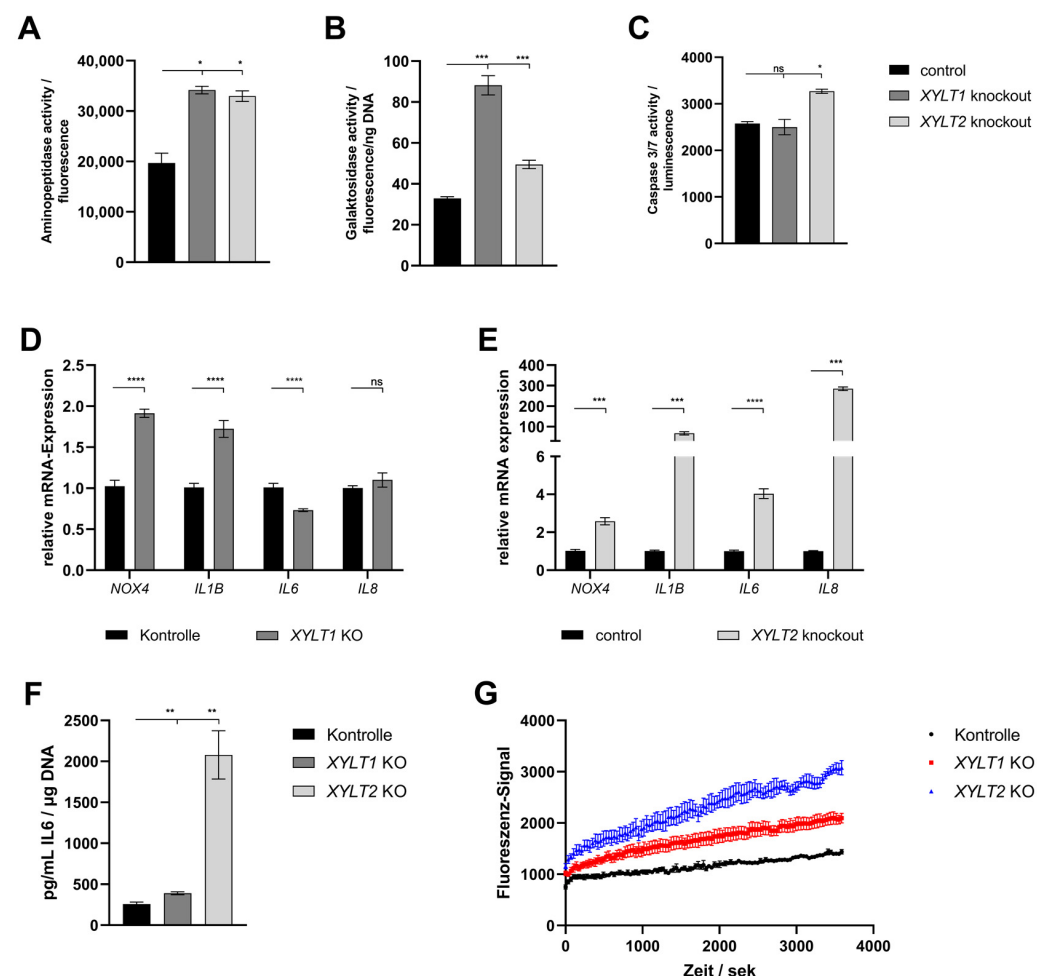 A
Aminopeptidase activity /
fluorescence
40,000
30,000
20,000
10,000
0
*
*
B
Galaktosidase activity /
fluorescence/ng DNA
100
80
60
40
20
0
***
***
C
Caspase 3/7 activity /
luminescence
4000
3000
2000
1000
0
ns
*
control
XYLT1 knockout
XYLT2 knockout
D
relative mRNA-Expression
2.5
2.0
1.5
1.0
0.5
0.0
****
****
****
ns
NOX4
IL1B
IL6
IL8
Kontrolle
XYLT1 KO
E
relative mRNA expression
400
300
200
100
6
4
2
0
***
***
****
***
NOX4
IL1B
IL6
IL8
control
XYLT2 knockout
F
pg/mL IL6 / µg DNA
2500
2000
1500
1000
500
0
**
**
Kontrolle
XYLT1 KO
XYLT2 KO
G
Fluoreszenz-Signal
4000
3000
2000
1000
0
0
1000
2000
3000
4000
Zeit / sek
Kontrolle
XYLT1 KO
XYLT2 KO